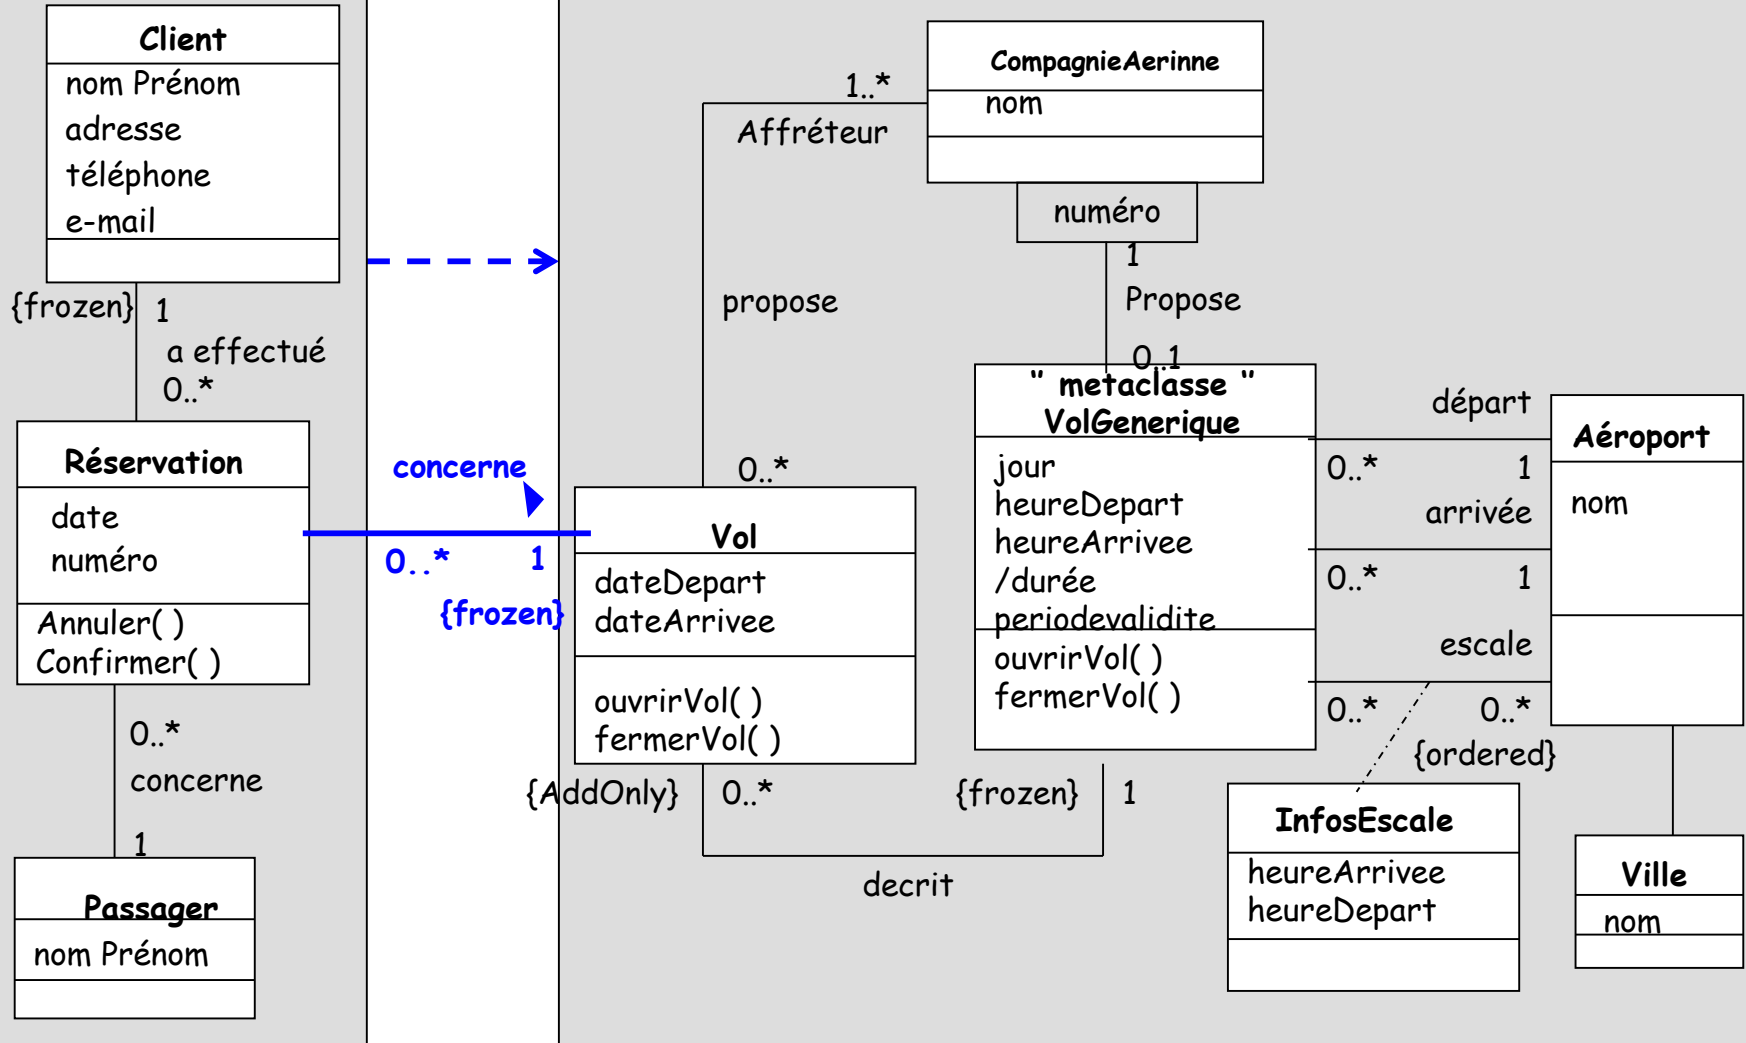 Client
nom Prénom
adresse
téléphone
e-mail
{frozen}
1
a effectué
0..*
Réservation
date
numéro
Annuler( )
Confirmer( )
0..*
concerne
1
Passager
nom Prénom
concerne
0..*
1
{frozen}
CompagnieAerinne
nom
numéro
1..*
Affréteur
propose
0..*
1
Propose
0..1
Vol
dateDepart
dateArrivee
ouvrirVol( )
fermerVol( )
{AddOnly}
0..*
decrit
{frozen}
1
" metaclasse "
VolGenerique
jour
heureDepart
heureArrivee
/durée
periodevalidite
ouvrirVol( )
fermerVol( )
départ
0..*
1
arrivée
0..*
1
escale
0..*
0..*
{ordered}
Aéroport
nom
InfosEscale
heureArrivee
heureDepart
Ville
nom